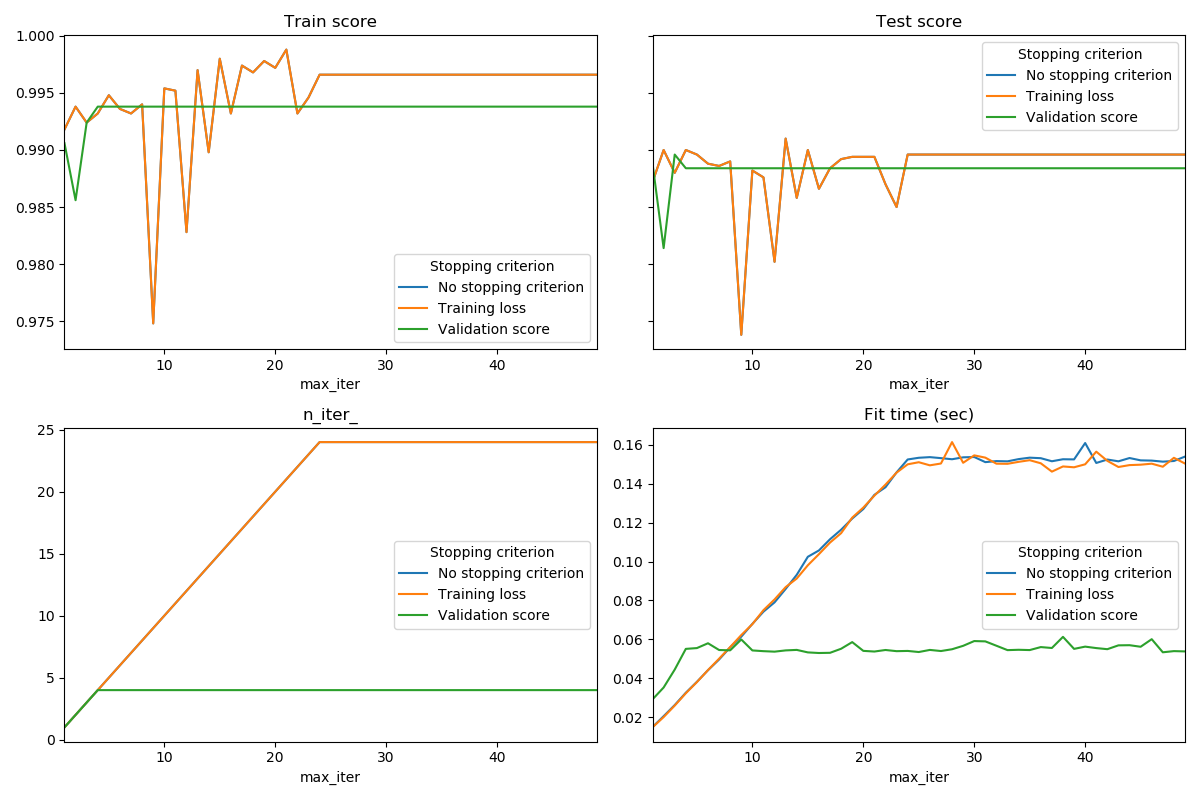 Train score
1.000
0.995
0.990
0.985
0.980
0.975
Stopping criterion
No stopping criterion
Training loss
Validation score
10 20 30 40
max_iter
Test score
Stopping criterion
No stopping criterion
Training loss
Validation score
10 20 30 40
max_iter
n_iter_
25
20
15
10
5
0
Stopping criterion
No stopping criterion
Training loss
Validation score
10 20 30 40
max_iter
Fit time (sec)
0.16
0.14
0.12
0.10
0.08
0.06
0.04
0.02
Stopping criterion
No stopping criterion
Training loss
Validation score
10 20 30 40
max_iter